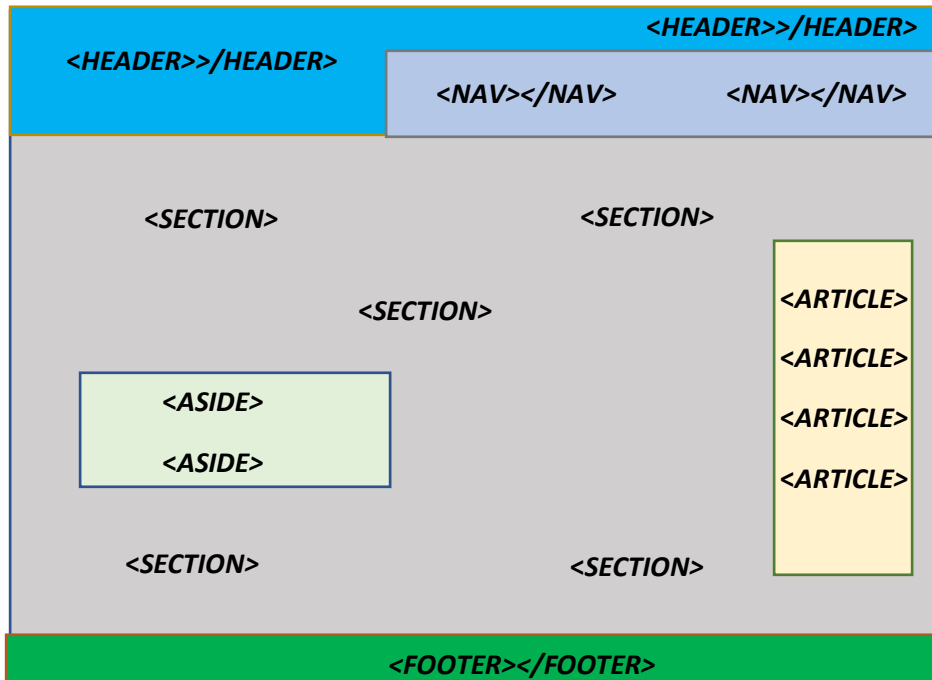 <HEADER>>/HEADER>
<HEADER>>/HEADER>
<NAV></NAV> <NAV></NAV>
<SECTION> <SECTION>
<SECTION>
<ARTICLE>
<ARTICLE>
<ARTICLE>
<ARTICLE>
<ASIDE>
<ASIDE>
<SECTION> <SECTION>
<FOOTER></FOOTER>